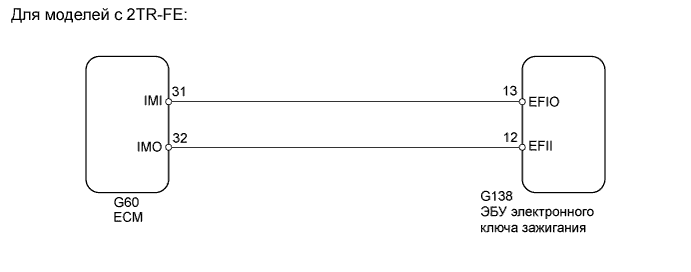 Для моделей с 2TR-FE:
IMI 31 13 EFIO
IMO 32 12 EFII
G60
ECM
G138
ЭБУ электронного
ключа зажигания